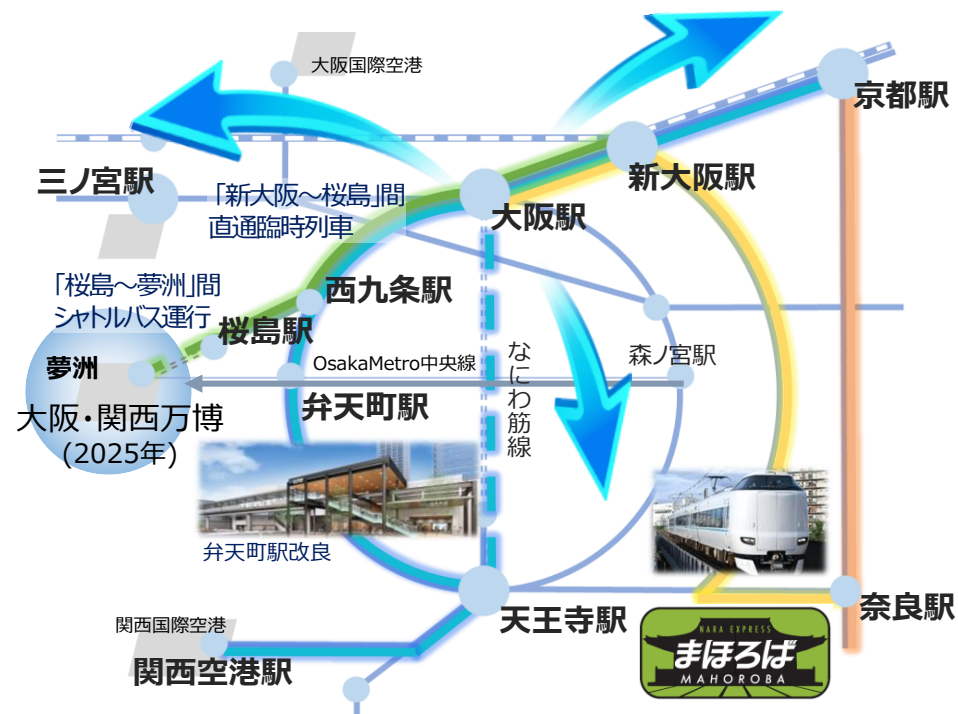 大阪国際空港
京都駅
三ノ宮駅
新大阪駅
「新大阪～桜島」間
直通臨時列車
大阪駅
「桜島～夢洲」間
シャトルバス運行
西九条駅
桜島駅
夢洲
OsakaMetro中央線
なにわ筋線
森ノ宮駅
大阪・関西万博
(2025年)
弁天町駅
弁天町駅改良
関西国際空港
関西空港駅
天王寺駅
奈良駅
NARA EXPRESS
まほろば
MAHOROBA